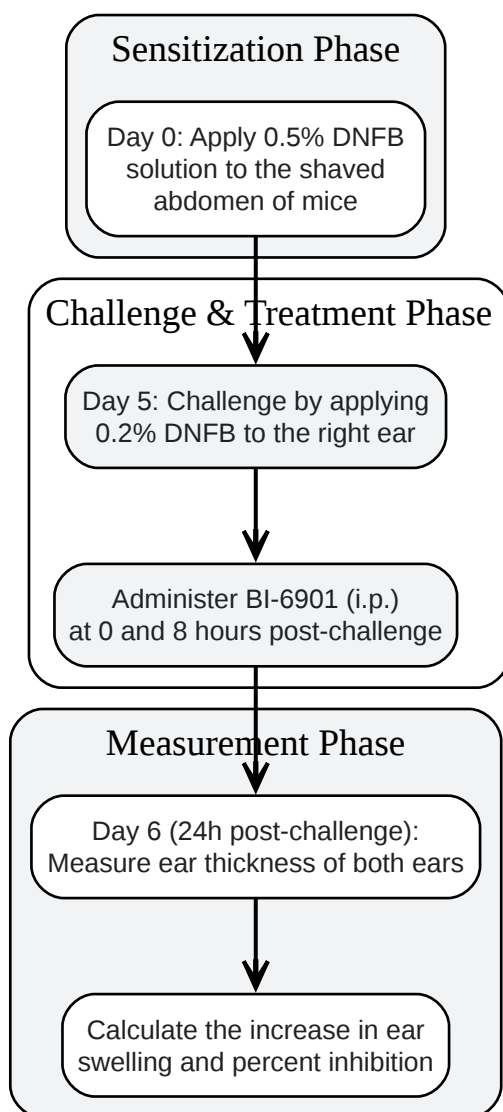 Sensitization Phase
Day 0: Apply 0.5% DNFB
solution to the shaved
abdomen of mice
Challenge & Treatment Phase
Day 5: Challenge by applying
0.2% DNFB to the right ear
Administer BI-6901 (i.p.)
at 0 and 8 hours post-challenge
Measurement Phase
Day 6 (24h post-challenge):
Measure ear thickness of both ears
Calculate the increase in ear
swelling and percent inhibition